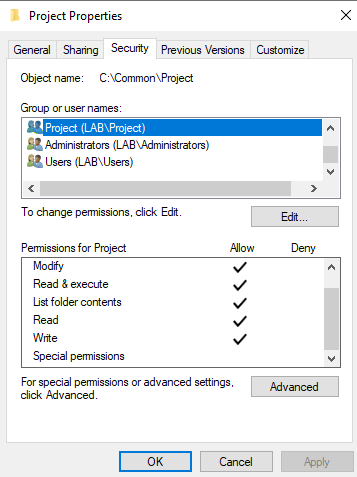 Project Properties
General Sharing Security Previous Versions Customize
Object name: C:\Common\Project
Group or user names:
Project (LAB\Project)
Administrators (LAB\Administrators)
Users (LAB\Users)
To change permissions, click Edit.
Edit...
Permissions for Project Allow Deny
Modify
Read & execute
List folder contents
Read
Write
Special permissions
For special permissions or advanced settings,
click Advanced.
Advanced
OK Cancel Apply